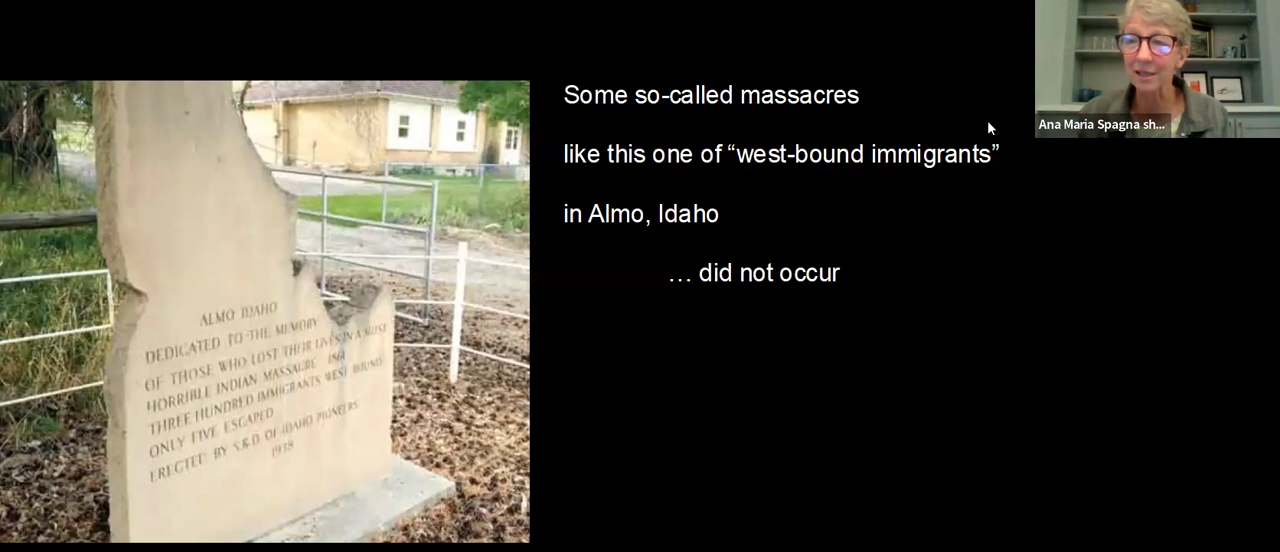 Some so-called massacres
like this one of “west-bound immigrants”
in Almo, Idaho
… did not occur
Ana Maria Spagna sh...
ALMO IDAHO
DEDICATED TO THE MEMORY
OF THOSE WHO LOST THEIR LIVES IN A MOST
HORRIBLE INDIAN MASSACRE 1861
THREE HUNDRED IMMIGRANTS WEST BOUND
ONLY FIVE ESCAPED
ERECTED BY S & D OF IDAHO PIONEERS
1938